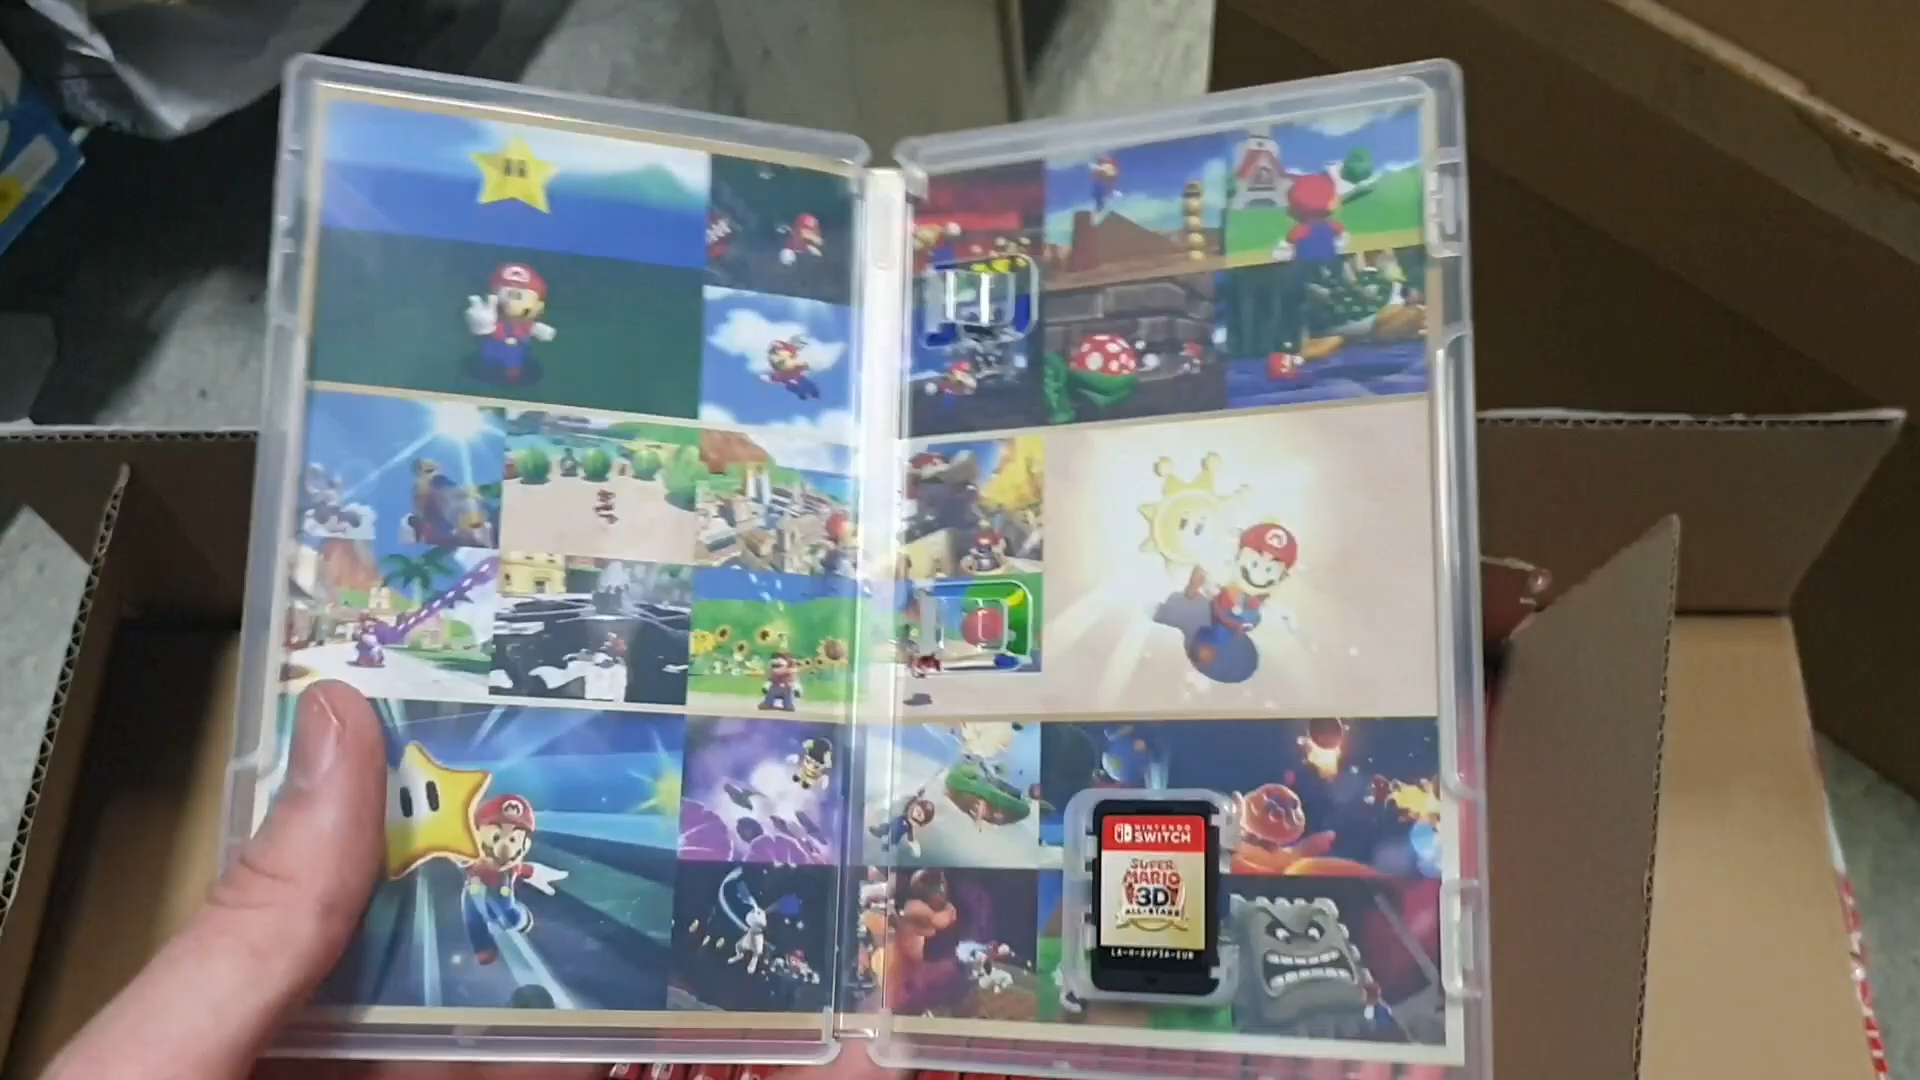 NINTENDO
SWITCH
SUPER
MARIO
3D
ALL-STARS
LA-H-AVP3A-EUR